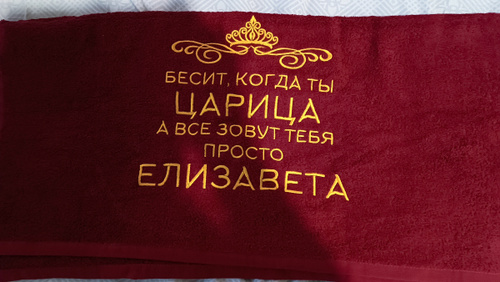 БЕСИТ, КОГДА ТЫ
ЦАРИЦА
А ВСЕ ЗОВУТ ТЕБЯ
ПРОСТО
ЕЛИЗАВЕТА